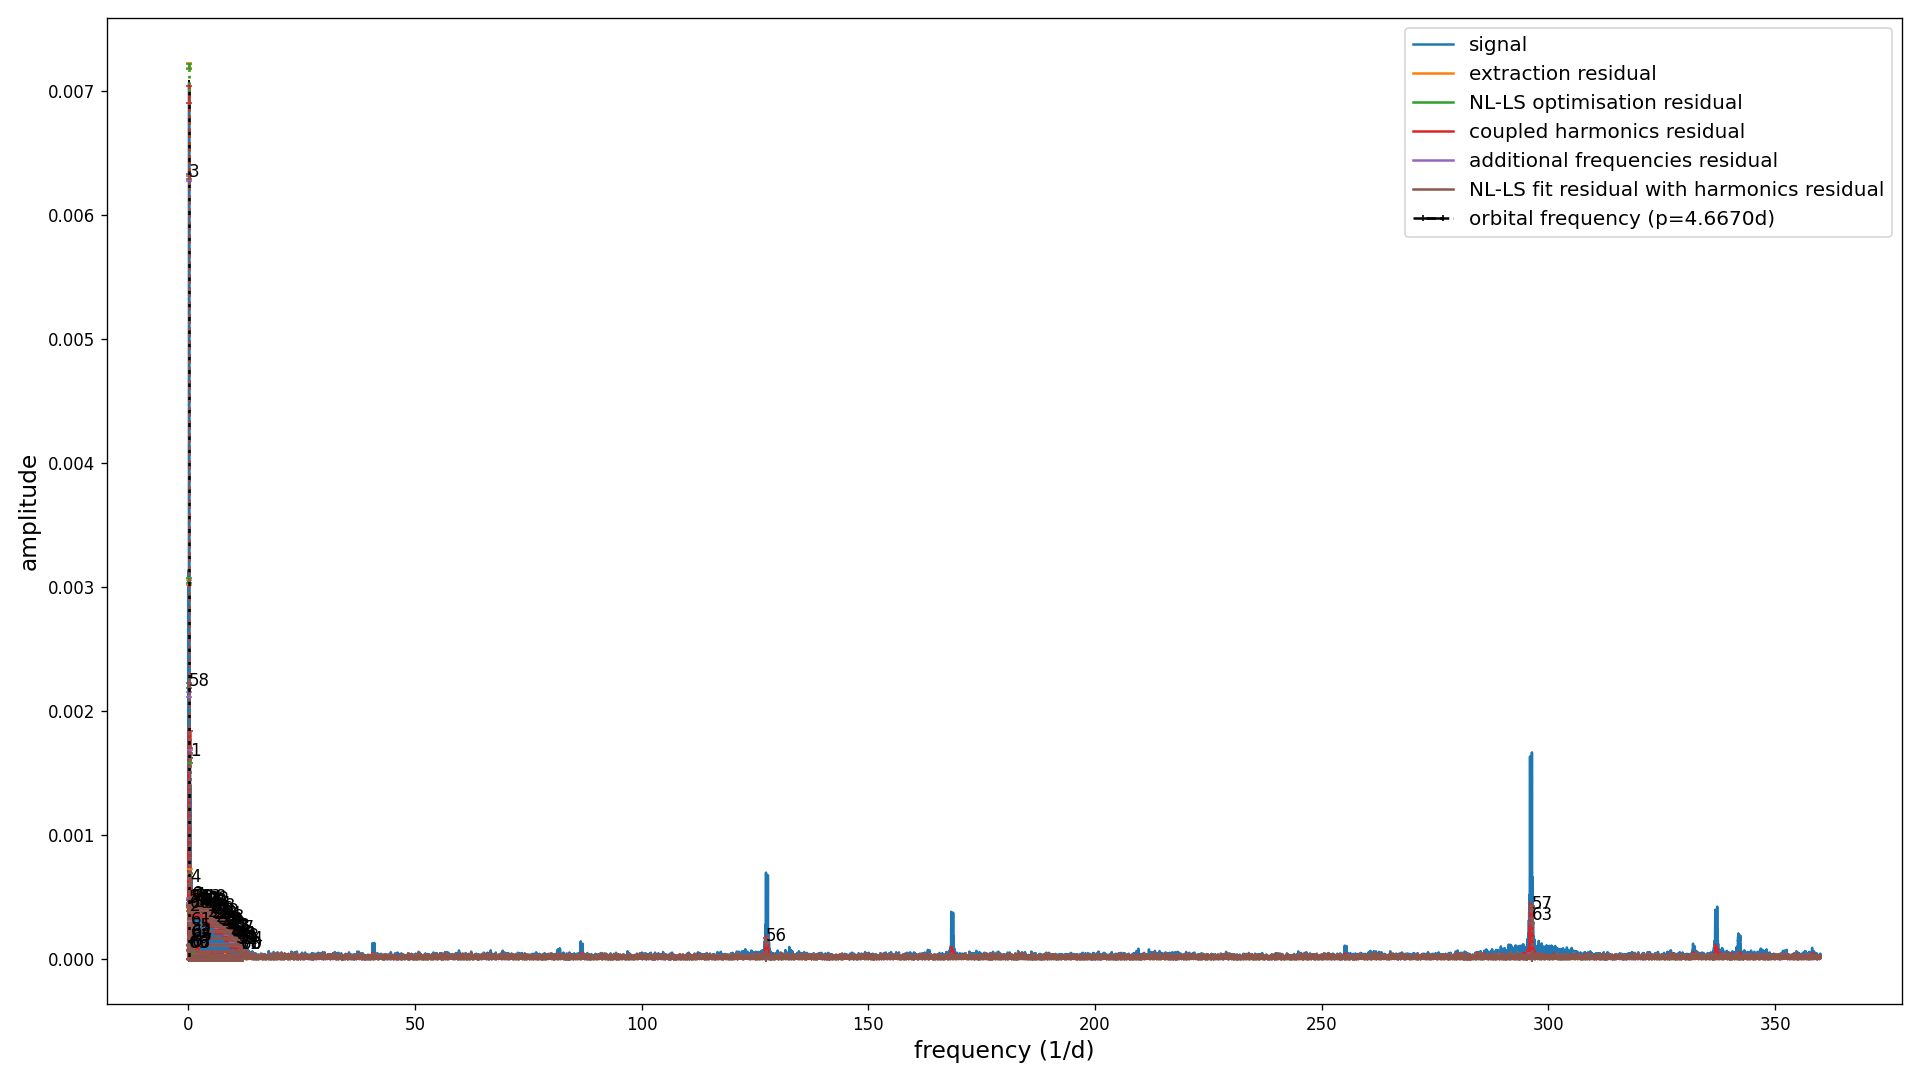 signal
extraction residual
NL-LS optimisation residual
coupled harmonics residual
additional frequencies residual
NL-LS fit residual with harmonics residual
orbital frequency (p=4.6670d)
0.007
0.006
0.005
0.004
0.003
0.002
0.001
0.000
amplitude
3
58
1
4
57
63
56
0
50
100
150
200
250
300
350
frequency (1/d)